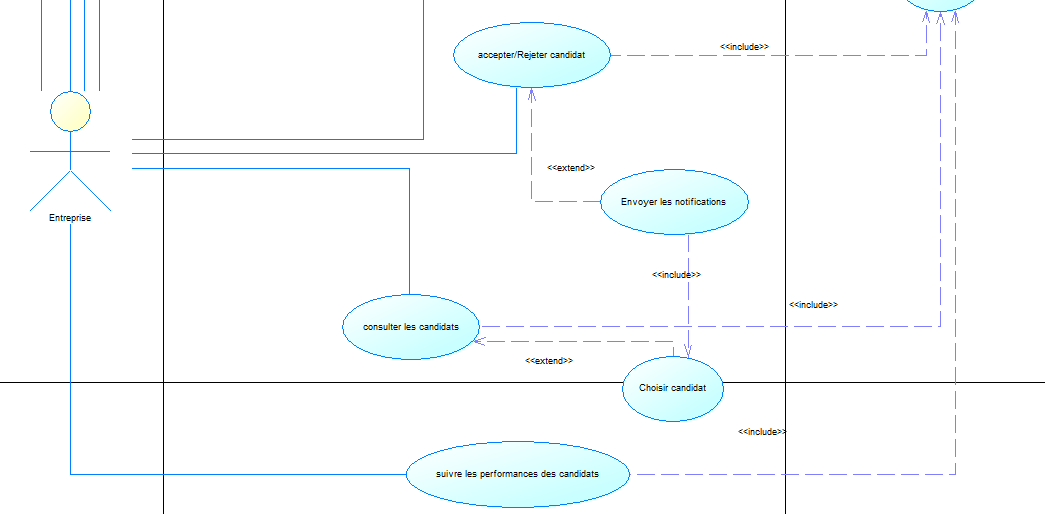 <<include>>
accepter/Rejeter candidat
<<extend>>
Envoyer les notifications
Entreprise
<<include>>
<<include>>
consulter les candidats
<<extend>>
Choisir candidat
<<include>>
suivre les performances des candidats